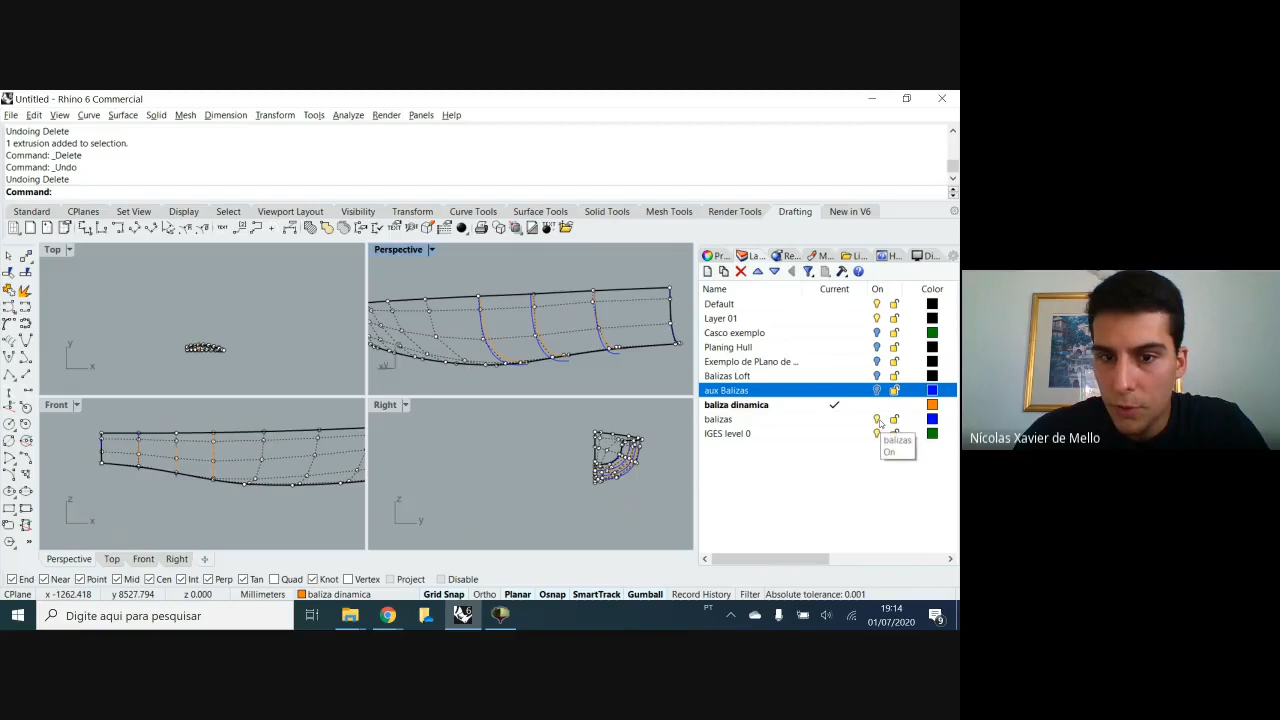 Untitled - Rhino 6 Commercial
File Edit View Curve Surface Solid Mesh Dimension Transform Tools Analyze Render Panels Help
Undoing Delete
1 extrusion added to selection.
Command: _Delete
Command: _Undo
Undoing Delete
Command:
Standard CPlanes Set View Display Select Viewport Layout Visibility Transform Curve Tools Surface Tools Solid Tools Mesh Tools Render Tools Drafting New in V6
Top Perspective Pr... La... Re... M... Li... H... Di...
Name Current On Color
Default
Layer 01
Casco exemplo
Planing Hull
Exemplo de PLano de ...
Balizas Loft
aux Balizas
baliza dinamica
balizas
IGES level 0
balizas
On
y x
Front Right
z x
z y
Nícolas Xavier de Mello
Perspective Top Front Right
End Near Point Mid Cen Int Perp Tan Quad Knot Vertex Project Disable
CPlane x -1262.418 y 8527.794 z 0.000 Millimeters baliza dinamica Grid Snap Ortho Planar Osnap SmartTrack Gumball Record History Filter Absolute tolerance: 0.001
Digite aqui para pesquisar
PT
19:14
01/07/2020
9